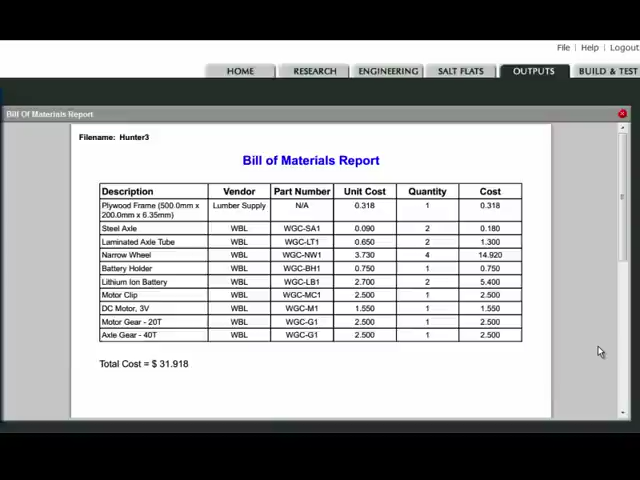 File | Help | Logout
HOME RESEARCH ENGINEERING SALT FLATS OUTPUTS BUILD & TEST
Bill Of Materials Report
Filename: Hunter3
Bill of Materials Report
Description Vendor Part Number Unit Cost Quantity Cost
Plywood Frame (500.0mm x Lumber Supply N/A 0.318 1 0.318
200.0mm x 6.35mm)
Steel Axle WBL WGC-SA1 0.090 2 0.180
Laminated Axle Tube WBL WGC-LT1 0.650 2 1.300
Narrow Wheel WBL WGC-NW1 3.730 4 14.920
Battery Holder WBL WGC-BH1 0.750 1 0.750
Lithium Ion Battery WBL WGC-LB1 2.700 2 5.400
Motor Clip WBL WGC-MC1 2.500 1 2.500
DC Motor, 3V WBL WGC-M1 1.550 1 1.550
Motor Gear - 20T WBL WGC-G1 2.500 1 2.500
Axle Gear - 40T WBL WGC-G1 2.500 1 2.500
Total Cost = $ 31.918